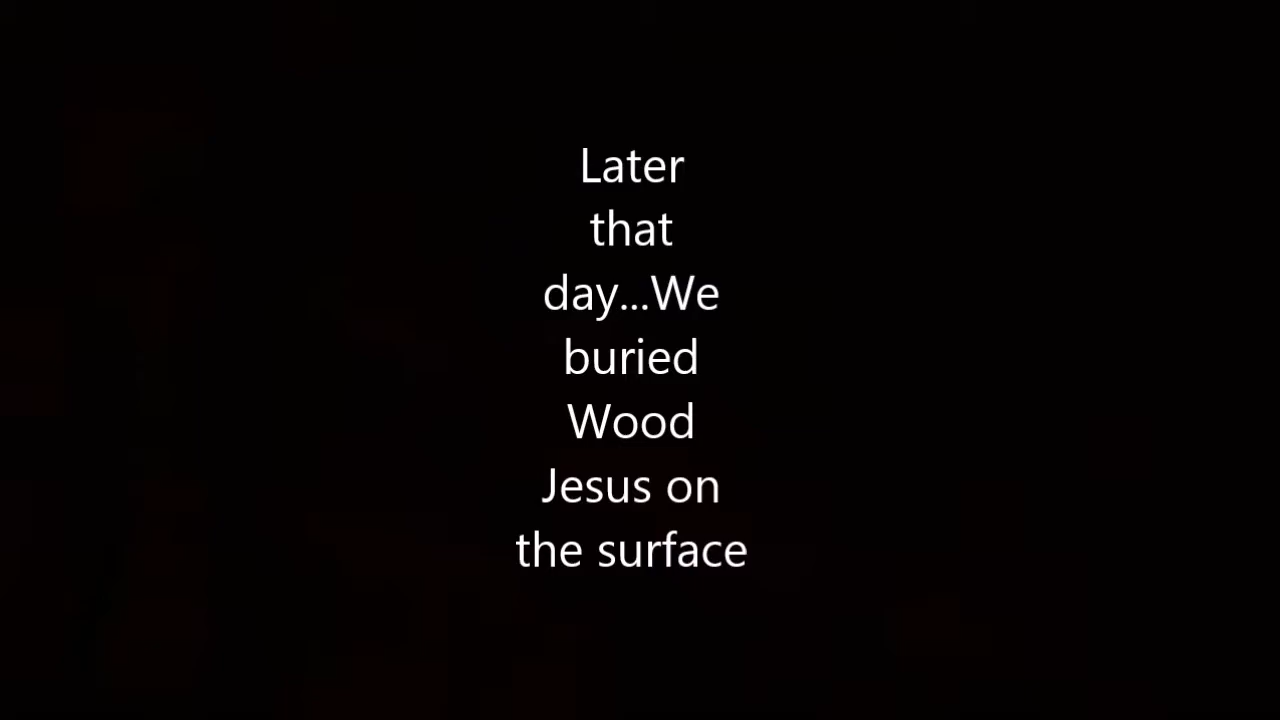 Later
that
day...We
buried
Wood
Jesus on
the surface